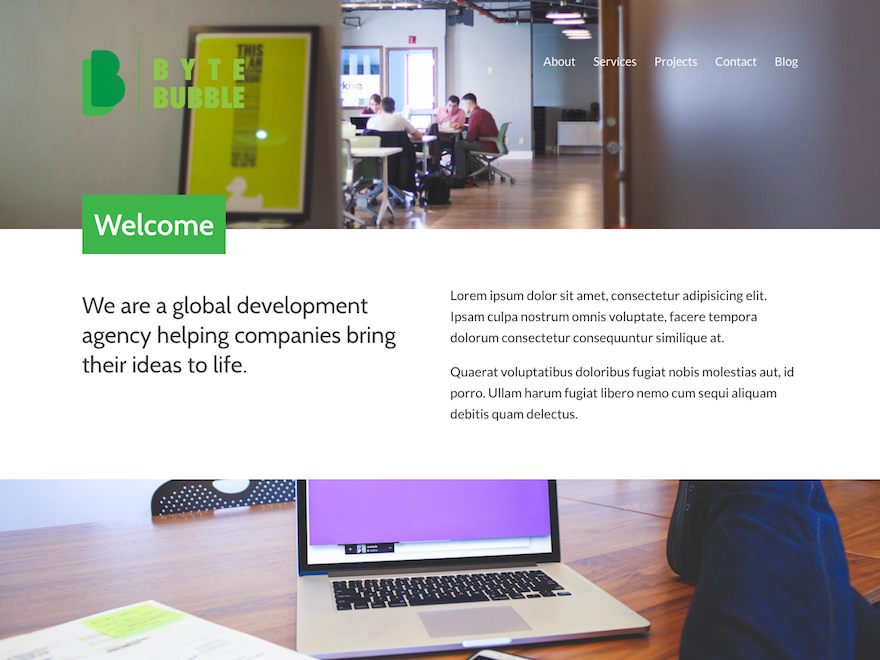 BYTE
BUBBLE
About Services Projects Contact Blog
THIS
Welcome
We are a global development
agency helping companies bring
their ideas to life.
Lorem ipsum dolor sit amet, consectetur adipisicing elit.
Ipsam culpa nostrum omnis voluptate, facere tempora
dolorum consectetur consequuntur similique at.
Quaerat voluptatibus doloribus fugiat nobis molestias aut, id
porro. Ullam harum fugiat libero nemo cum sequi aliquam
debitis quam delectus.